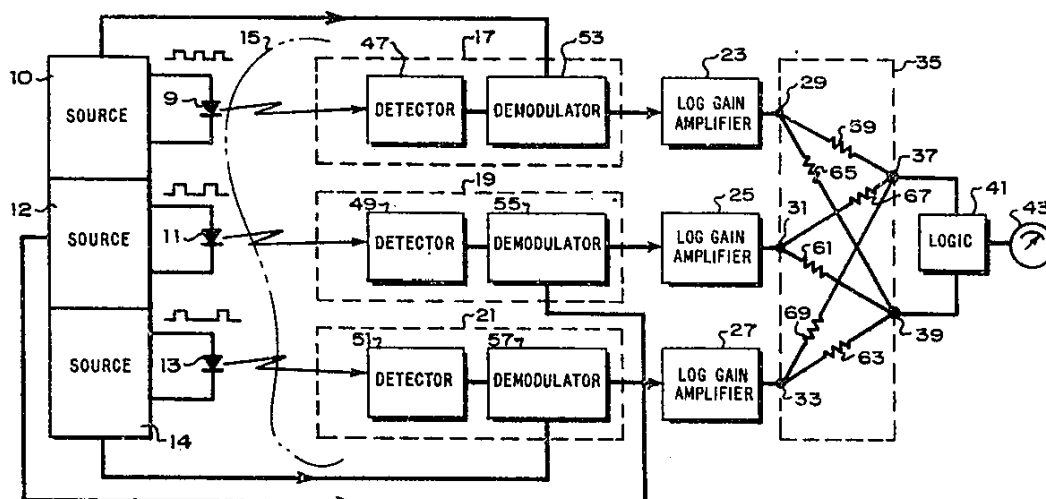 15 17 47 53 23 35
10 9 29 59
SOURCE DETECTOR DEMODULATOR LOG GAIN AMPLIFIER
65 37
12 19 67 41 43
49 55 25 31
11 61
SOURCE DETECTOR DEMODULATOR LOG GAIN AMPLIFIER LOGIC
21 69 39
51 57 27 63
13
SOURCE DETECTOR DEMODULATOR LOG GAIN AMPLIFIER
33
14